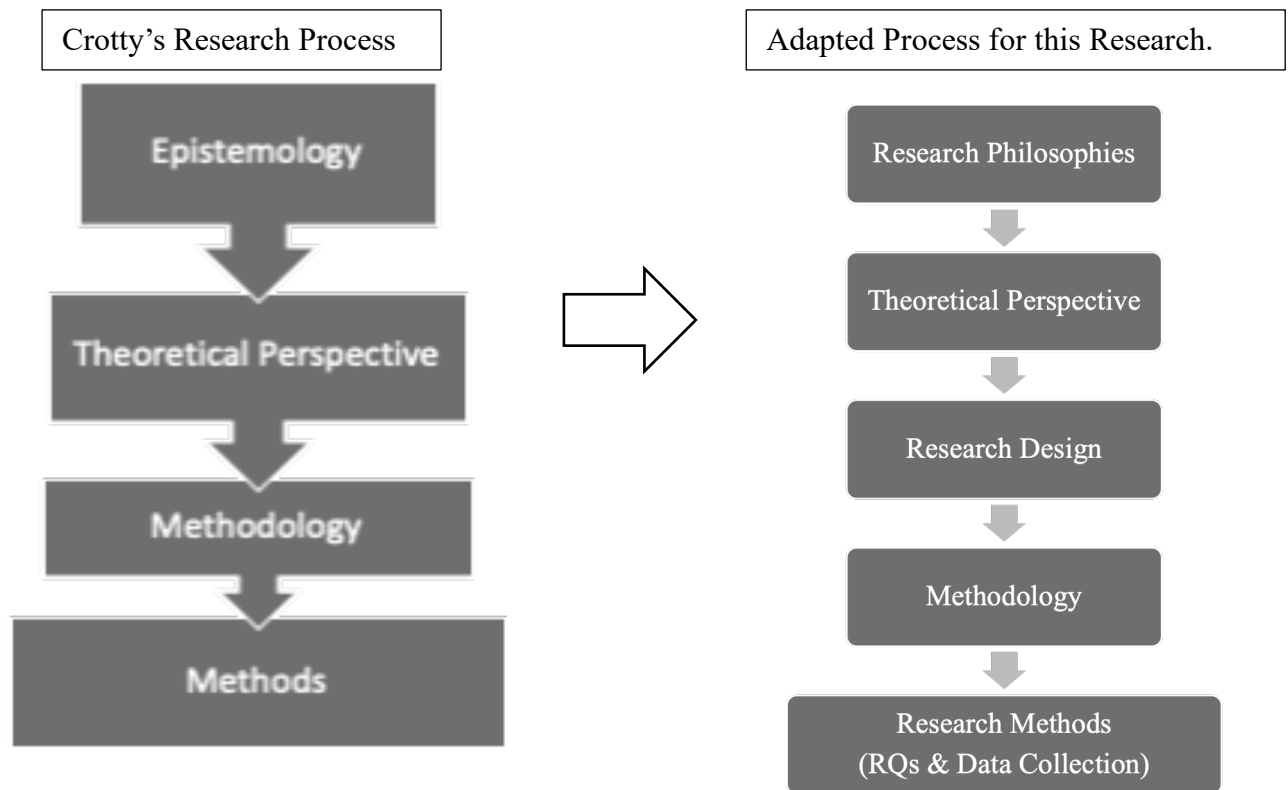 Crotty’s Research Process
Epistemology
Theoretical Perspective
Methodology
Methods
Adapted Process for this Research.
Research Philosophies
Theoretical Perspective
Research Design
Methodology
Research Methods
(RQs & Data Collection)